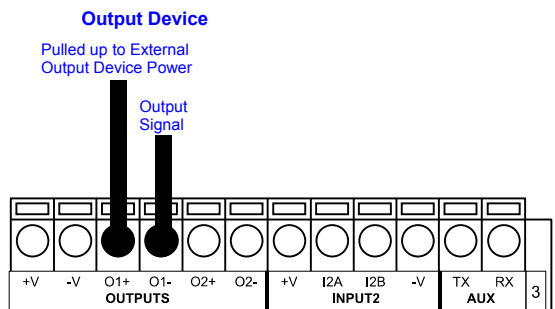 Output Device
Pulled up to External
Output Device Power
Output
Signal
+V -V O1+ O1- O2+ O2- +V I2A I2B -V TX RX 3
OUTPUTS INPUT2 AUX